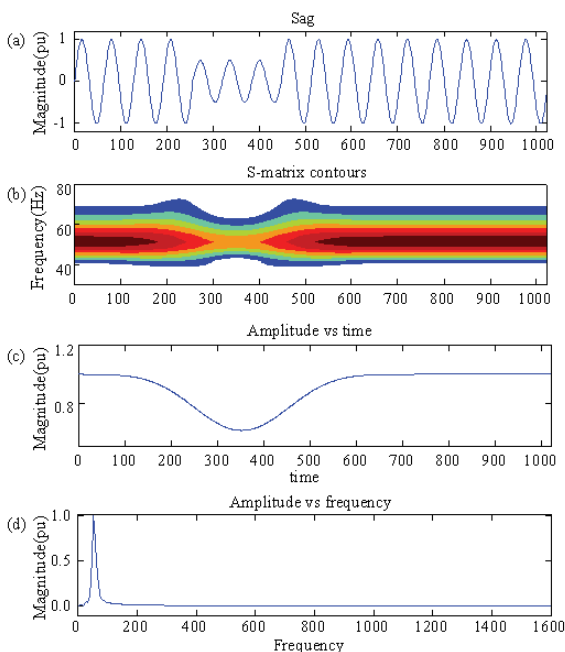 Sag
(a)
Magnitude(pu)
1
0
-1
0 100 200 300 400 500 600 700 800 900 1000
S-matrix contours
(b)
Frequency(Hz)
80
60
40
0 100 200 300 400 500 600 700 800 900 1000
Amplitude vs time
(c)
Magnitude(pu)
1.2
0.8
0 100 200 300 400 500 600 700 800 900 1000
time
Amplitude vs frequency
(d)
Magnitude(pu)
1.0
0.5
0.0
0 200 400 600 800 1000 1200 1400 1600
Frequency